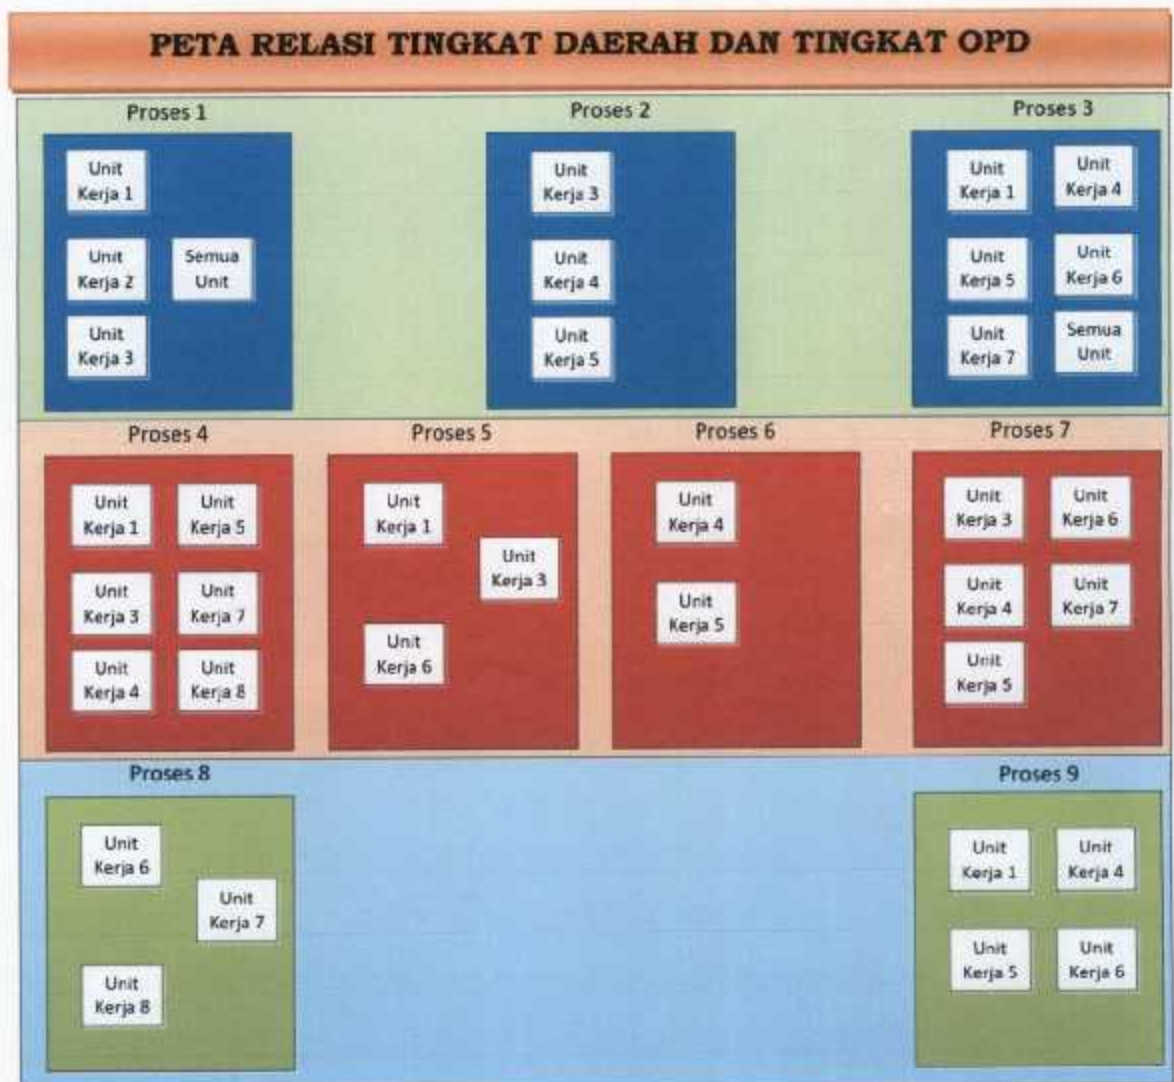 PETA RELASI TINGKAT DAERAH DAN TINGKAT OPD
Proses 1
Unit
Kerja 1
Unit
Kerja 2
Semua
Unit
Unit
Kerja 3
Proses 2
Unit
Kerja 3
Unit
Kerja 4
Unit
Kerja 5
Proses 3
Unit
Kerja 1
Unit
Kerja 4
Unit
Kerja 5
Unit
Kerja 6
Unit
Kerja 7
Semua
Unit
Proses 4
Unit
Kerja 1
Unit
Kerja 5
Unit
Kerja 3
Unit
Kerja 7
Unit
Kerja 4
Unit
Kerja 8
Proses 5
Unit
Kerja 1
Unit
Kerja 3
Unit
Kerja 6
Proses 6
Unit
Kerja 4
Unit
Kerja 5
Proses 7
Unit
Kerja 3
Unit
Kerja 6
Unit
Kerja 4
Unit
Kerja 7
Unit
Kerja 5
Proses 8
Unit
Kerja 6
Unit
Kerja 7
Unit
Kerja 8
Proses 9
Unit
Kerja 1
Unit
Kerja 4
Unit
Kerja 5
Unit
Kerja 6